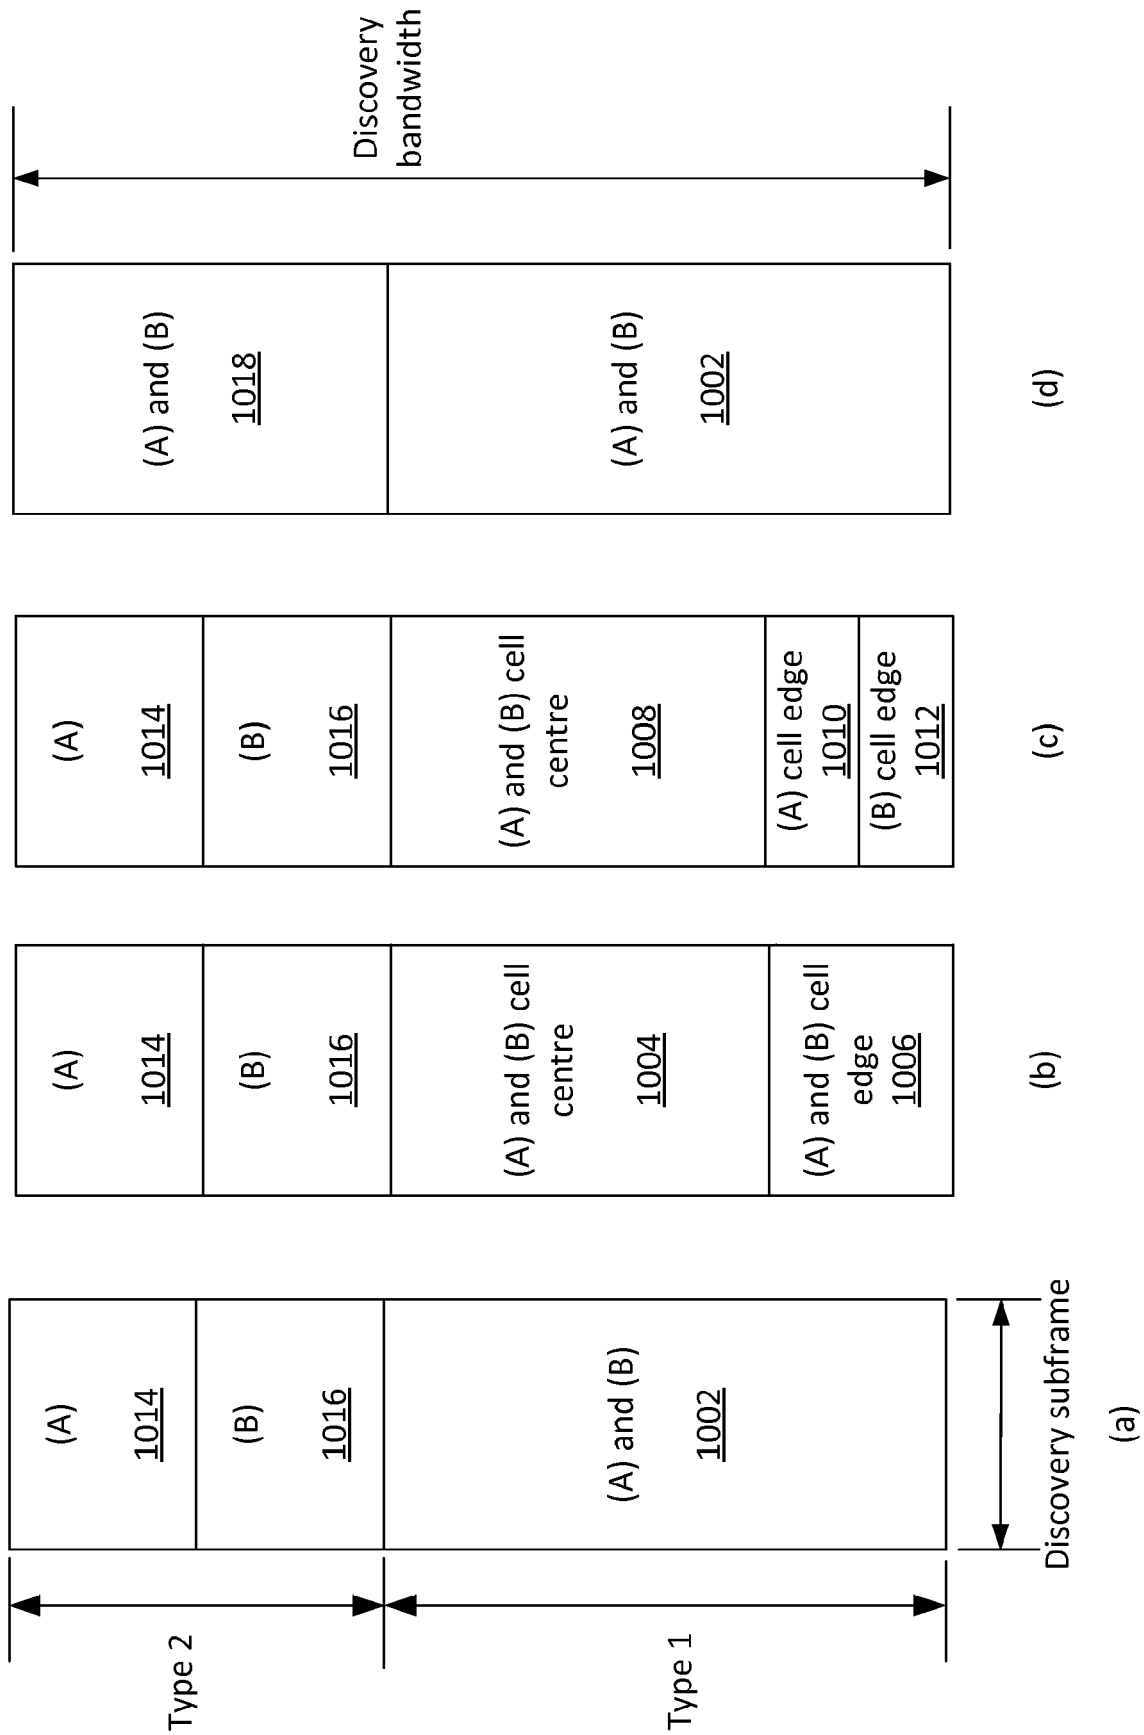 Type 2
Type 1
(A)
1014
(B)
1016
(A) and (B)
1002
Discovery subframe
(a)
(A)
1014
(B)
1016
(A) and (B) cell
centre
1004
(A) and (B) cell
edge
1006
(b)
(A)
1014
(B)
1016
(A) and (B) cell
centre
1008
(A) cell edge
1010
(B) cell edge
1012
(c)
(A) and (B)
1018
(A) and (B)
1002
(d)
Discovery
bandwidth